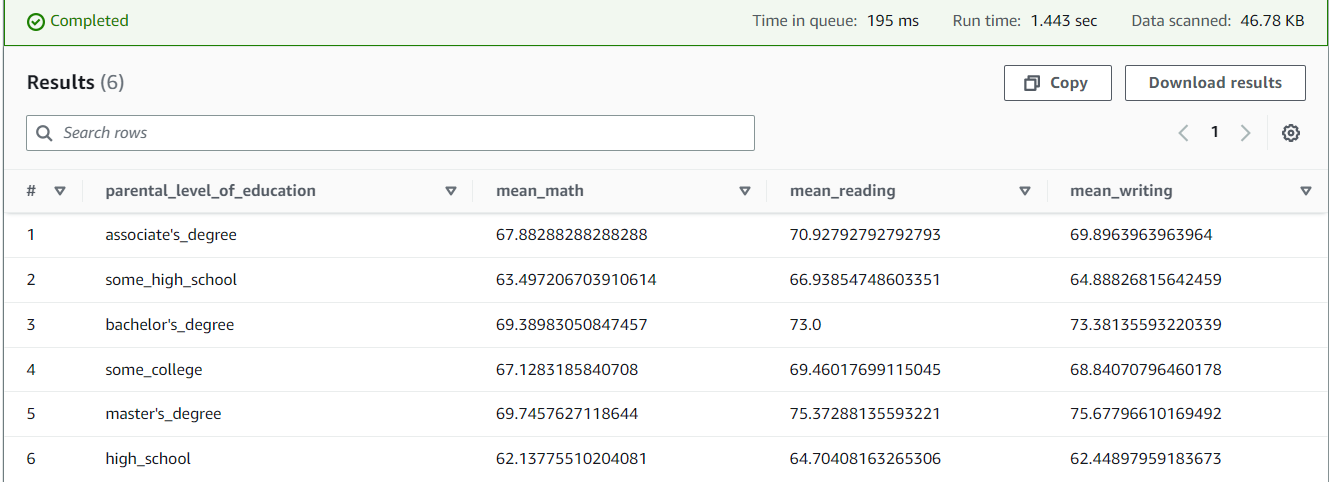 Completed Time in queue: 195 ms Run time: 1.443 sec Data scanned: 46.78 KB
Results (6) Copy Download results
Search rows 1
# parental_level_of_education mean_math mean_reading mean_writing
1 associate's_degree 67.88288288288288 70.92792792792793 69.8963963963964
2 some_high_school 63.497206703910614 66.93854748603351 64.88826815642459
3 bachelor's_degree 69.38983050847457 73.0 73.38135593220339
4 some_college 67.1283185840708 69.46017699115045 68.84070796460178
5 master's_degree 69.7457627118644 75.37288135593221 75.67796610169492
6 high_school 62.13775510204081 64.70408163265306 62.44897959183673